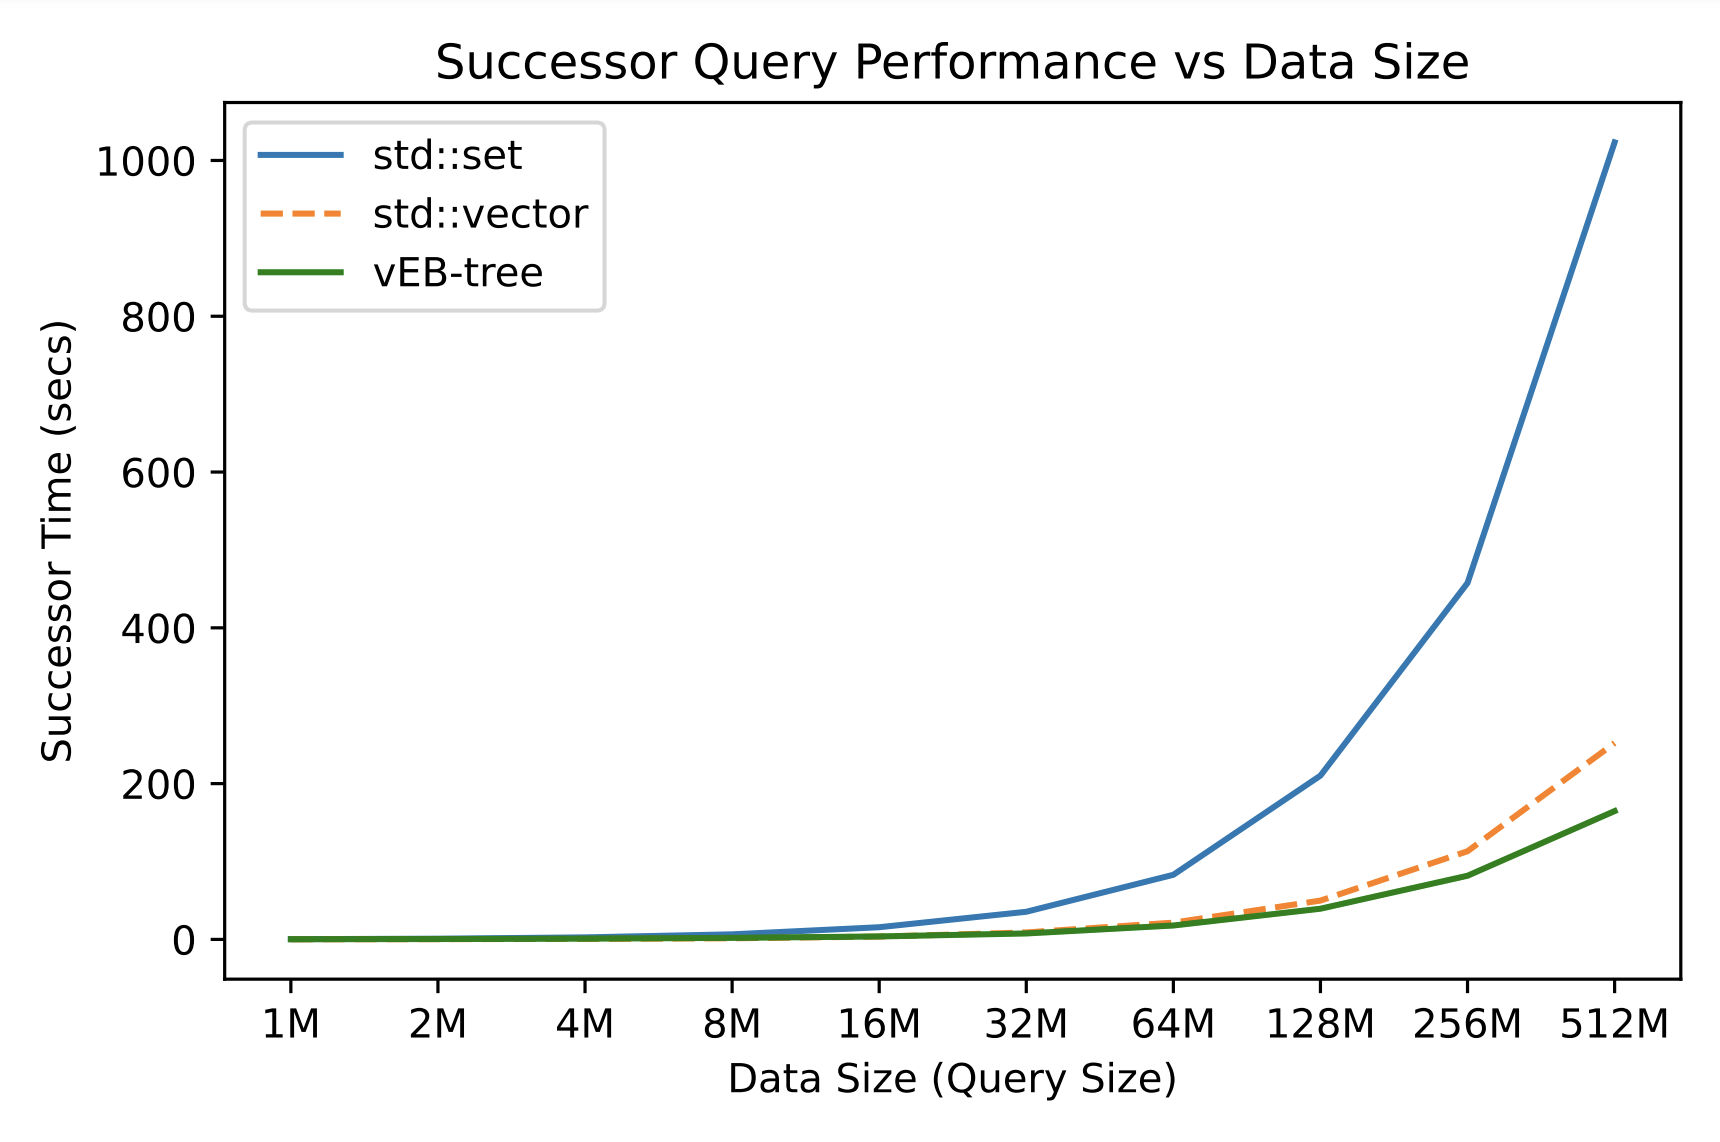 Successor Query Performance vs Data Size
std::set
std::vector
vEB-tree
Successor Time (secs)
1000
800
600
400
200
0
1M 2M 4M 8M 16M 32M 64M 128M 256M 512M
Data Size (Query Size)